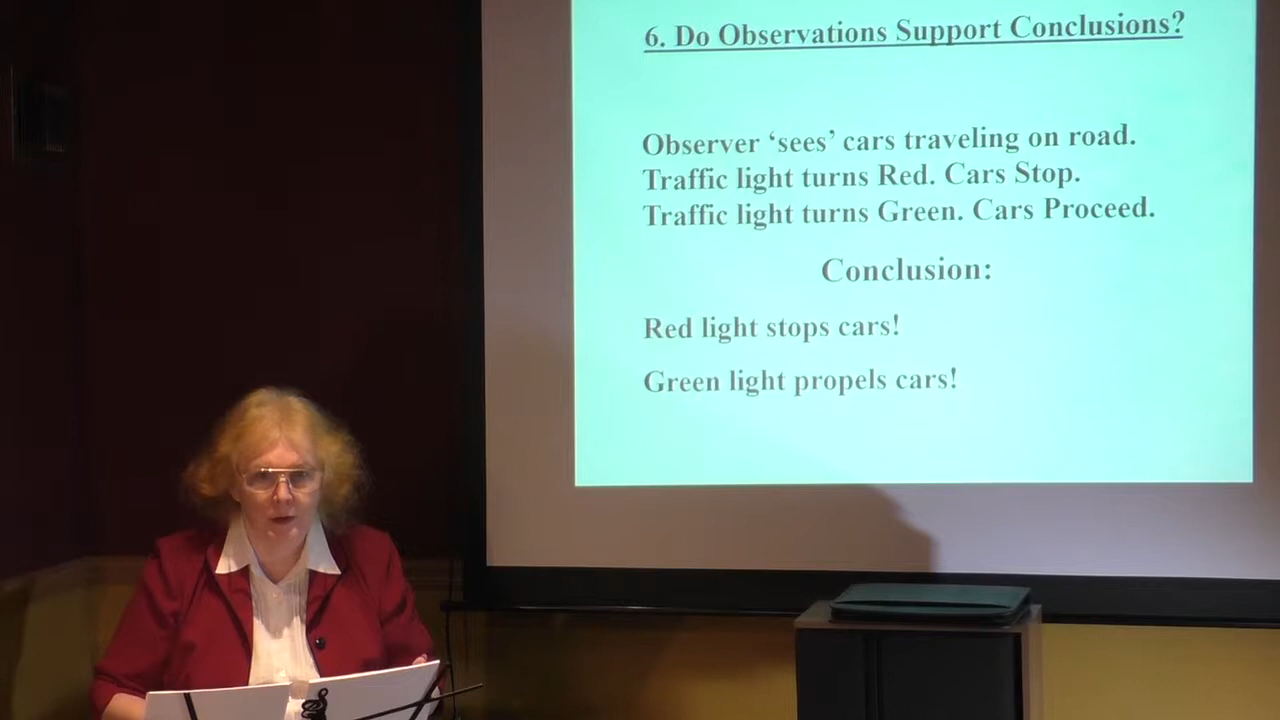 6. Do Observations Support Conclusions?
Observer ‘sees’ cars traveling on road.
Traffic light turns Red. Cars Stop.
Traffic light turns Green. Cars Proceed.
Conclusion:
Red light stops cars!
Green light propels cars!